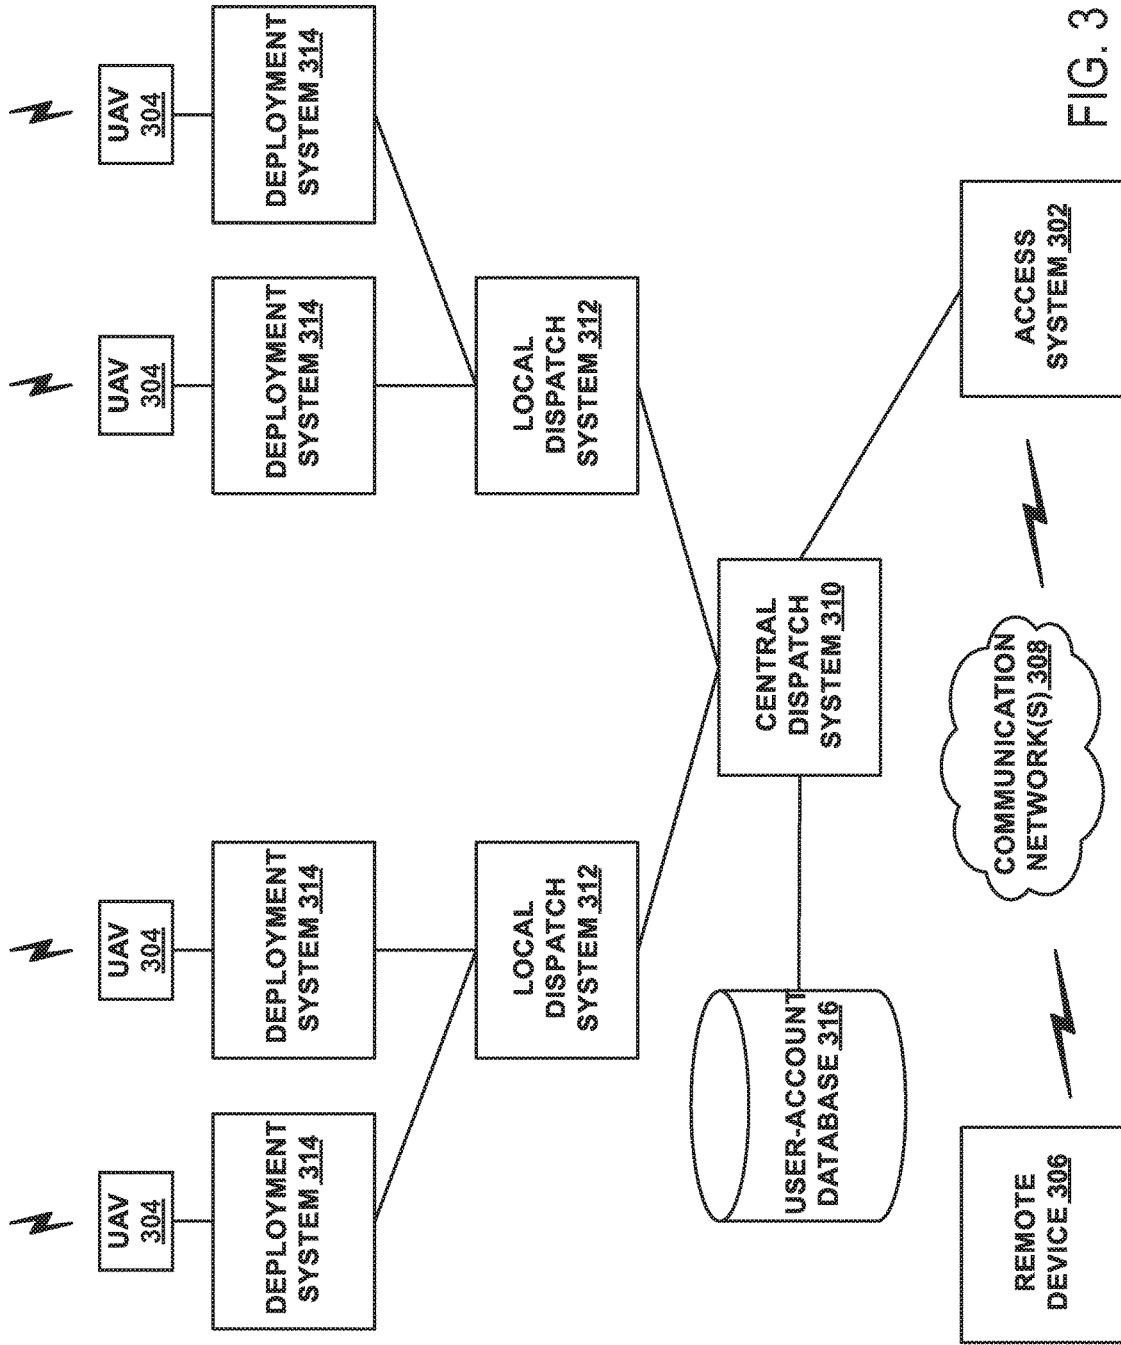 UAV
304
UAV
304
UAV
304
UAV
304
DEPLOYMENT
SYSTEM 314
DEPLOYMENT
SYSTEM 314
DEPLOYMENT
SYSTEM 314
DEPLOYMENT
SYSTEM 314
LOCAL
DISPATCH
SYSTEM 312
LOCAL
DISPATCH
SYSTEM 312
USER-ACCOUNT
DATABASE 316
CENTRAL
DISPATCH
SYSTEM 310
REMOTE
DEVICE 306
COMMUNICATION
NETWORK(S) 308
ACCESS
SYSTEM 302
FIG. 3